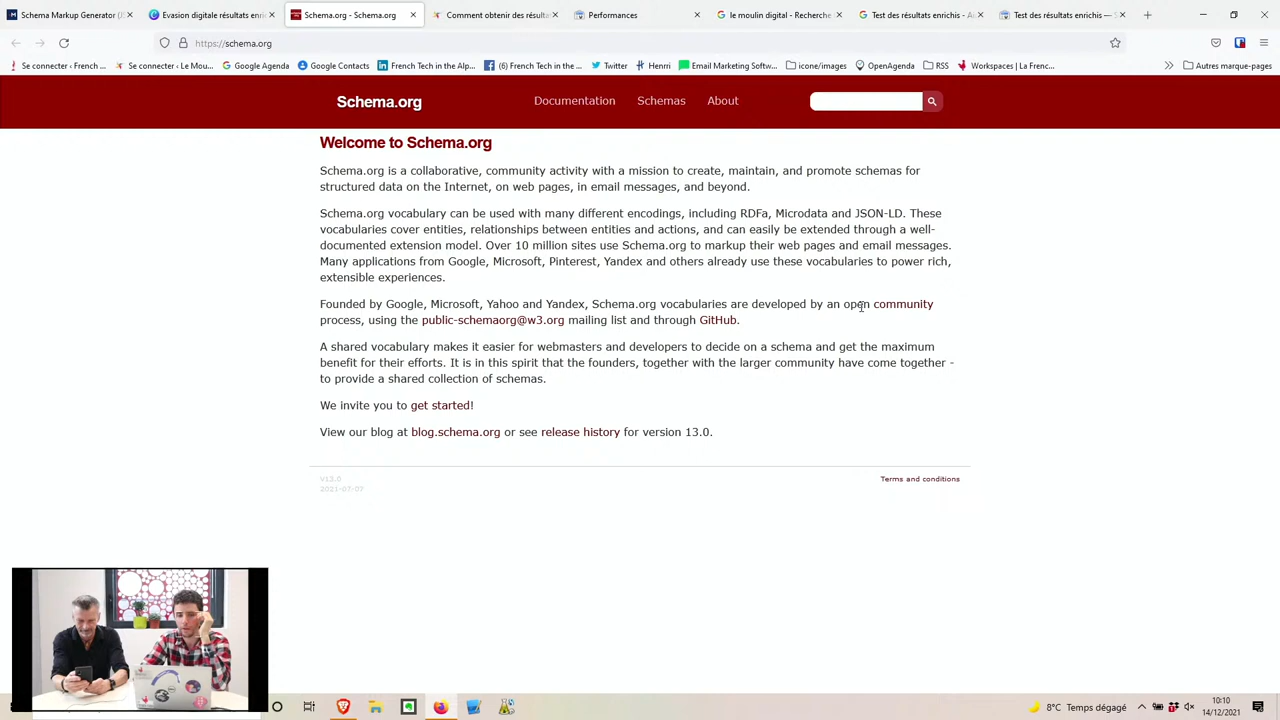 Schema Markup Generator (
Evasion digitale résultats enric
Schema.org - Schema.org
Comment obtenir des résultat
Performances
le moulin digital - Recherche
Test des résultats enrichis - A
Test des résultats enrichis — S
https://schema.org
Se connecter ‹ French ...
Se connecter ‹ Le Mou...
Google Agenda
Google Contacts
French Tech in the Alp...
(6) French Tech in the ...
Twitter
Henrri
Email Marketing Softw...
icone/images
OpenAgenda
RSS
Workspaces | La Frenc...
Autres marque-pages
Schema.org
Documentation
Schemas
About
Welcome to Schema.org
Schema.org is a collaborative, community activity with a mission to create, maintain, and promote schemas for
structured data on the Internet, on web pages, in email messages, and beyond.
Schema.org vocabulary can be used with many different encodings, including RDFa, Microdata and JSON-LD. These
vocabularies cover entities, relationships between entities and actions, and can easily be extended through a well-
documented extension model. Over 10 million sites use Schema.org to markup their web pages and email messages.
Many applications from Google, Microsoft, Pinterest, Yandex and others already use these vocabularies to power rich,
extensible experiences.
Founded by Google, Microsoft, Yahoo and Yandex, Schema.org vocabularies are developed by an open community
process, using the public-schemaorg@w3.org mailing list and through GitHub.
A shared vocabulary makes it easier for webmasters and developers to decide on a schema and get the maximum
benefit for their efforts. It is in this spirit that the founders, together with the larger community have come together -
to provide a shared collection of schemas.
We invite you to get started!
View our blog at blog.schema.org or see release history for version 13.0.
V13.0
2021-07-07
Terms and conditions
8°C Temps dégagé
10:10
14/12/2021